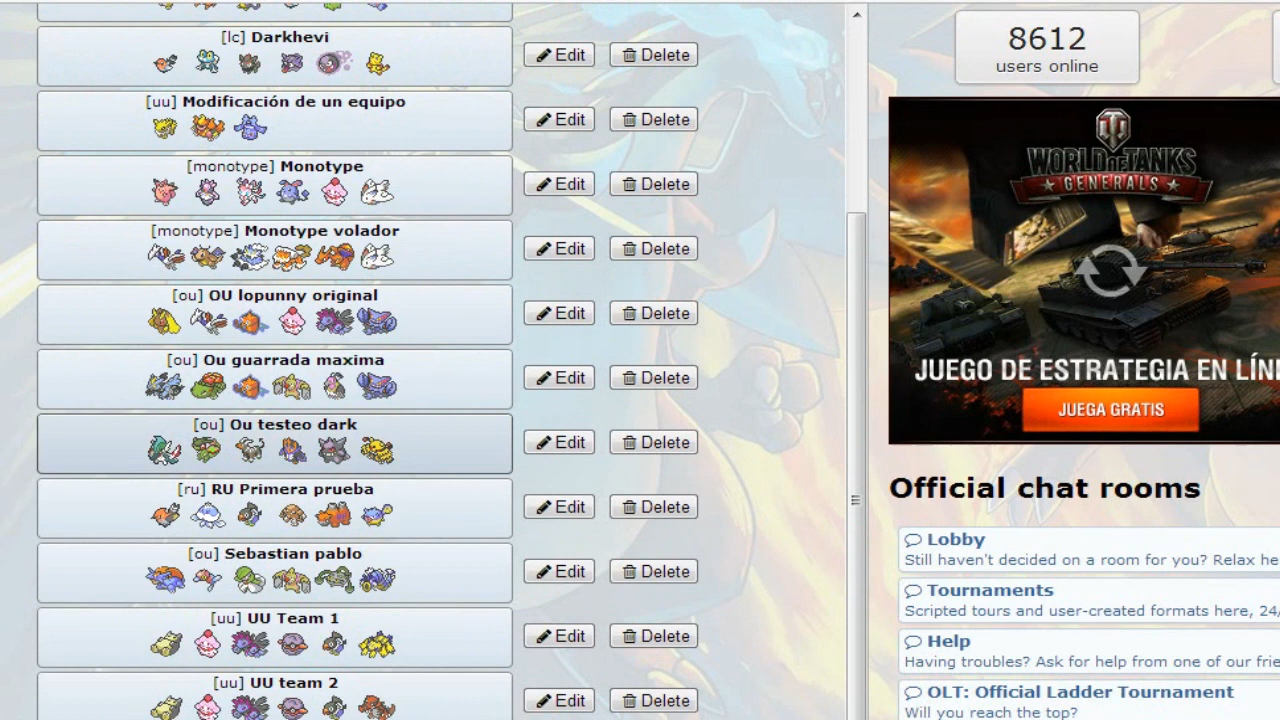 [lc] Darkhevi
Edit
Delete
[uu] Modificación de un equipo
Edit
Delete
[monotype] Monotype
Edit
Delete
[monotype] Monotype volador
Edit
Delete
[ou] OU lopunny original
Edit
Delete
[ou] Ou guarrada maxima
Edit
Delete
[ou] Ou testeo dark
Edit
Delete
[ru] RU Primera prueba
Edit
Delete
[ou] Sebastian pablo
Edit
Delete
[uu] UU Team 1
Edit
Delete
[uu] UU team 2
Edit
Delete
8612
users online
WORLD OF TANKS
GENERALS
JUEGO DE ESTRATEGIA EN LÍN
JUEGA GRATIS
Official chat rooms
Lobby
Still haven't decided on a room for you? Relax he
Tournaments
Scripted tours and user-created formats here, 24/
Help
Having troubles? Ask for help from one of our frie
OLT: Official Ladder Tournament
Will you reach the top?